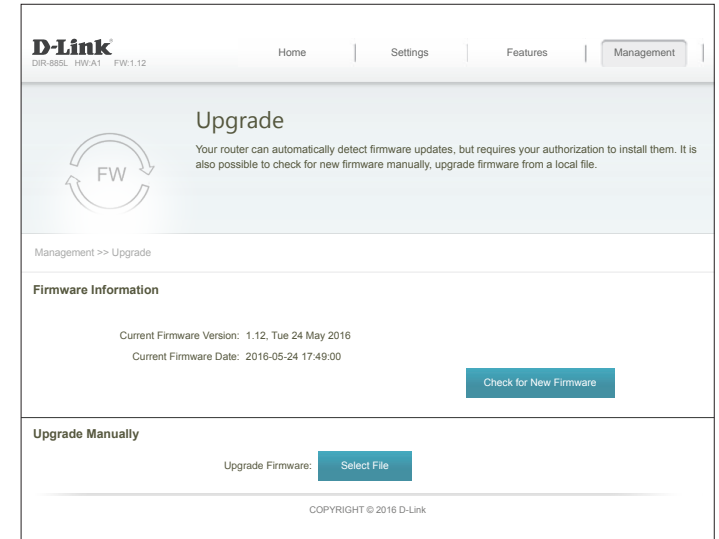 D-Link
DIR-885L HW:A1 FW:1.12
Home
Settings
Features
Management
Upgrade
Your router can automatically detect firmware updates, but requires your authorization to install them. It is
also possible to check for new firmware manually, upgrade firmware from a local file.
FW
Management >> Upgrade
Firmware Information
Current Firmware Version: 1.12, Tue 24 May 2016
Current Firmware Date: 2016-05-24 17:49:00
Check for New Firmware
Upgrade Manually
Upgrade Firmware: Select File
COPYRIGHT © 2016 D-Link